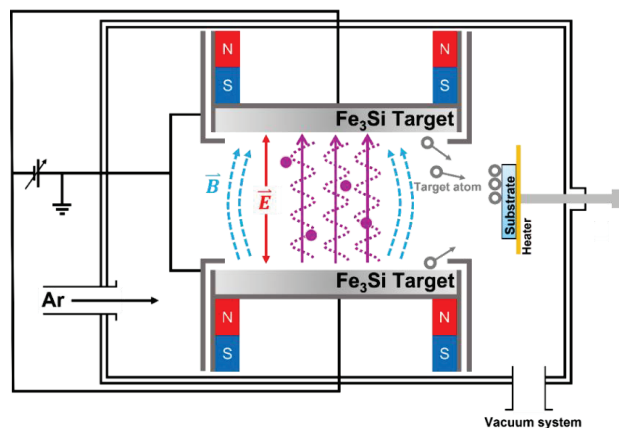 N
N
S
S
Fe₃Si Target
B
E
Target atom
Substrate
Heater
Fe₃Si Target
Ar
N
N
S
S
Vacuum system